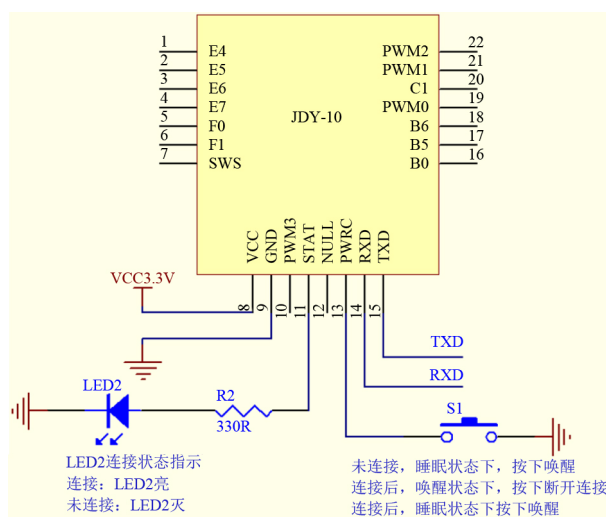 1 E4 PWM2 22
2 E5 PWM1 21
3 E6 C1 20
4 E7 PWM0 19
5 F0 B6 18
6 F1 B5 17
7 SWS B0 16
JDY-10
VCC GND PWM3 STAT NULL PWRC RXD TXD
8 9 10 11 12 13 14 15
VCC3.3V
TXD
RXD
LED2
R2
330R
S1
LED2连接状态指示
连接：LED2亮
未连接：LED2灭
未连接，睡眠状态下，按下唤醒
连接后，唤醒状态下，按下断开连接
连接后，睡眠状态下按下唤醒